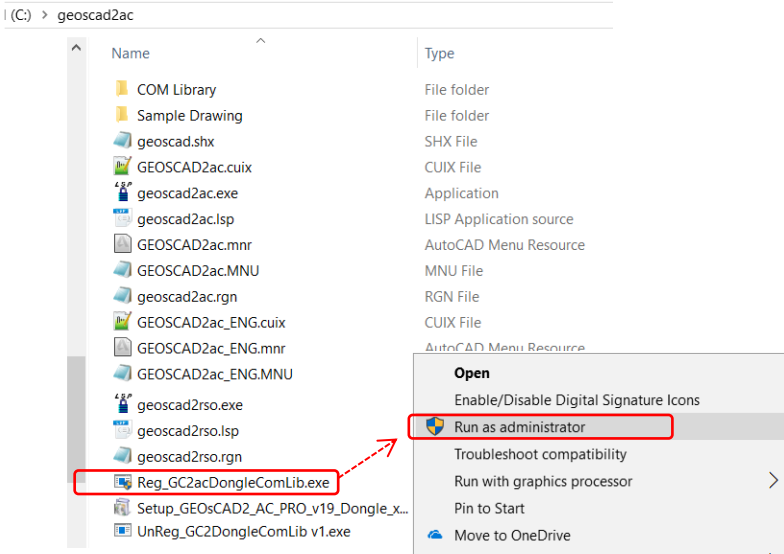 (C:) > geoscad2ac
Name Type
COM Library File folder
Sample Drawing File folder
geoscad.shx SHX File
GEOSCAD2ac.cuix CUIX File
geoscad2ac.exe Application
geoscad2ac.lsp LISP Application source
GEOSCAD2ac.mnr AutoCAD Menu Resource
GEOSCAD2ac.MNU MNU File
geoscad2ac.rgn RGN File
GEOSCAD2ac_ENG.cuix CUIX File
GEOSCAD2ac_ENG.mnr AutoCAD Menu Resource
GEOSCAD2ac_ENG.MNU
geoscad2rso.exe
geoscad2rso.lsp
geoscad2rso.rgn
Reg_GC2acDongleComLib.exe
Setup_GEOsCAD2_AC_PRO_v19_Dongle_x...
UnReg_GC2DongleComLib v1.exe
Open
Enable/Disable Digital Signature Icons
Run as administrator
Troubleshoot compatibility
Run with graphics processor
Pin to Start
Move to OneDrive